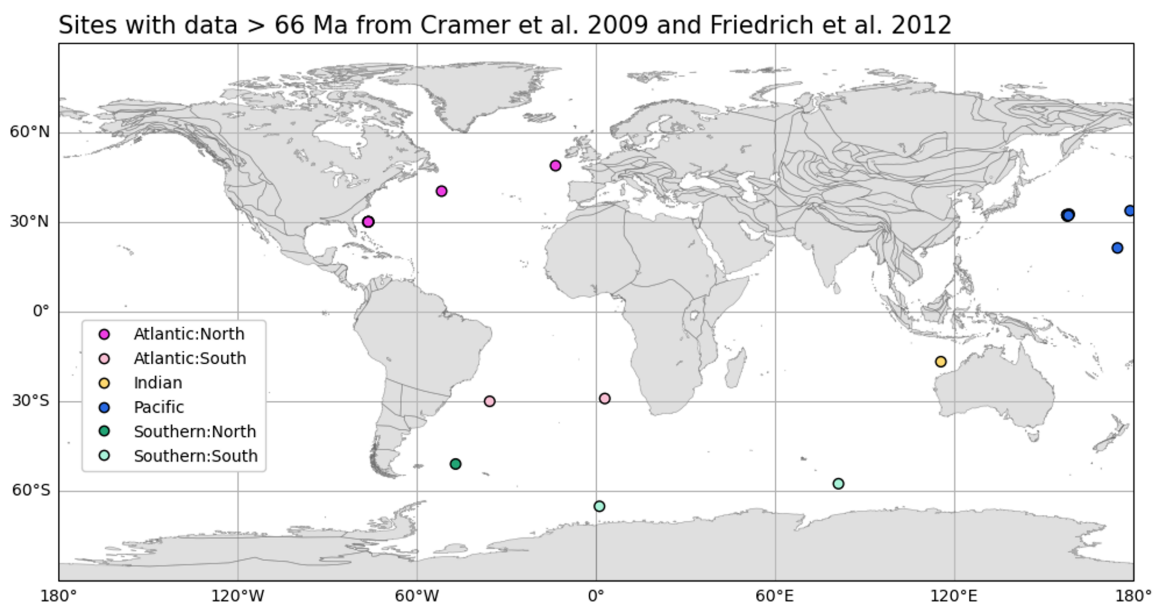 Sites with data > 66 Ma from Cramer et al. 2009 and Friedrich et al. 2012
60°N
30°N
0°
30°S
60°S
Atlantic:North
Atlantic:South
Indian
Pacific
Southern:North
Southern:South
180° 120°W 60°W 0° 60°E 120°E 180°